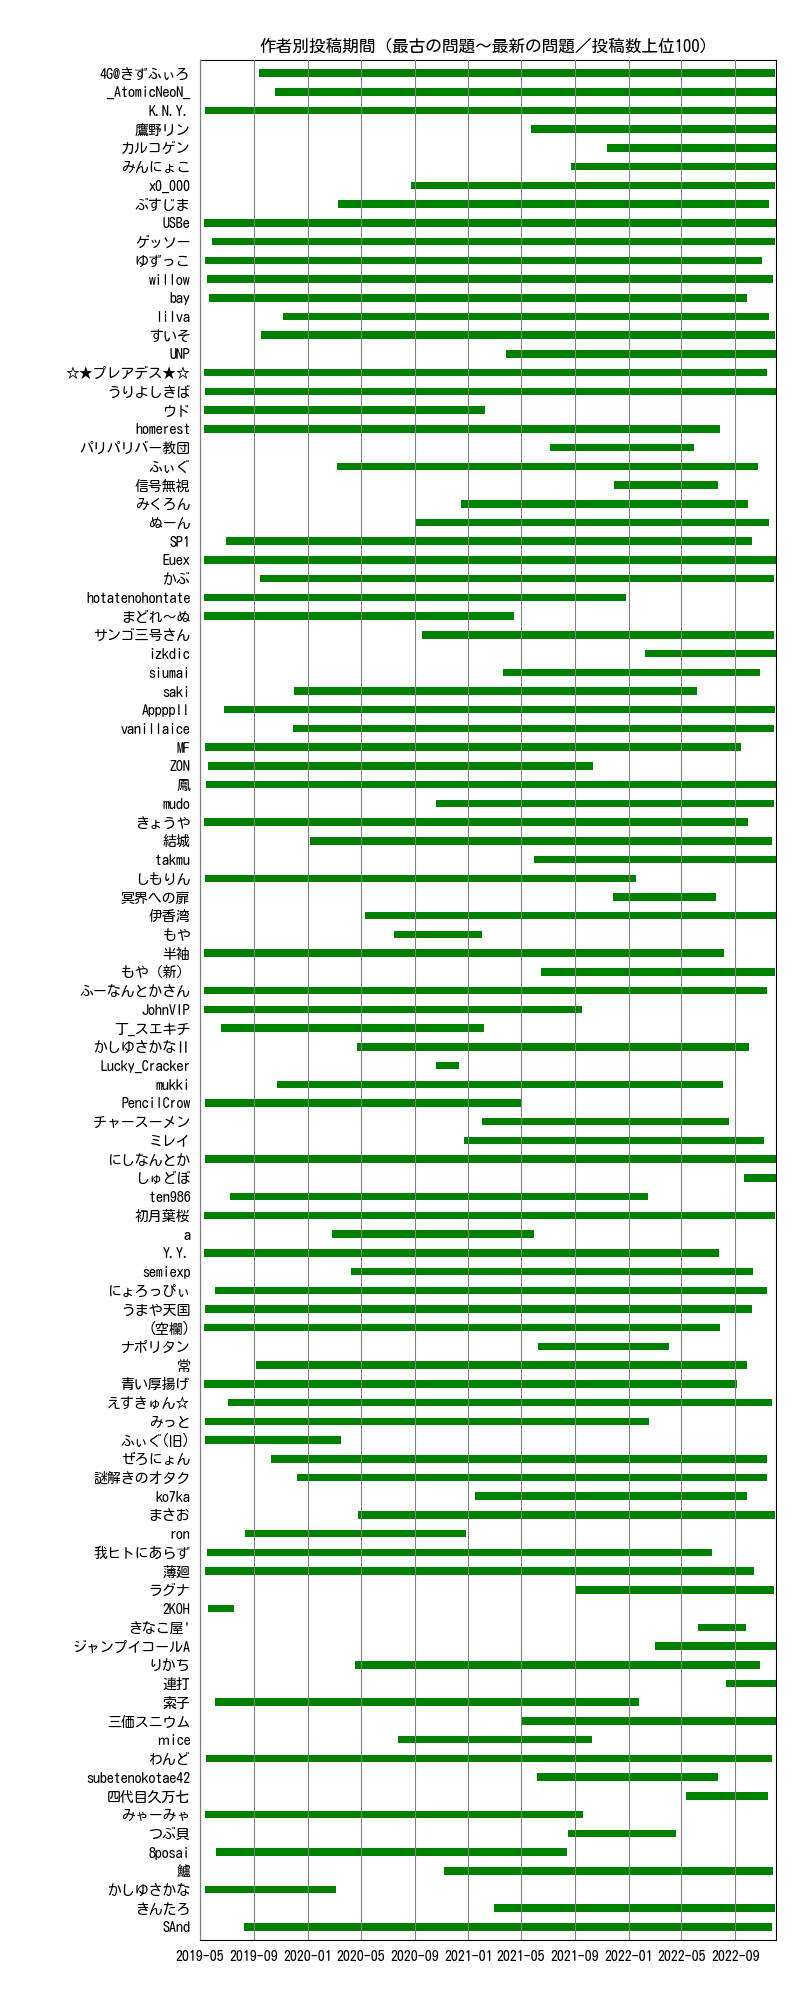 作者別投稿期間（最古の問題～最新の問題／投稿数上位100）
4G@きずふぃろ
_AtomicNeoN_
K.N.Y.
鷹野リン
カルコゲン
みんにょこ
x0_000
ぶすじま
USBe
ゲッソー
ゆずっこ
willow
bay
lilva
すいそ
UNP
☆★プレアデス★☆
うりよしきば
ウド
homerest
パリパリバー教団
ふぃぐ
信号無視
みくろん
ぬーん
SP1
Euex
かぶ
hotatenohontate
まどれ～ぬ
サンゴ三号さん
izkdic
siumai
saki
Appppl!
vanillaice
MF
ZON
鳳
mudo
きょうや
結城
takmu
しもりん
冥界への扉
伊香湾
もや
半袖
もや（新）
ふーなんとかさん
JohnVIP
丁_スエキチ
かしゆさかなⅡ
Lucky_Cracker
mukki
PencilCrow
チャースーメン
ミレイ
にしなんとか
しゅどぼ
ten986
初月葉桜
a
Y.Y.
semiexp
にょろっぴぃ
うまや天国
(空欄)
ナポリタン
常
青い厚揚げ
えすきゅん☆
みっと
ふぃぐ(旧)
ぜろにょん
謎解きのオタク
ko7ka
まさお
ron
我ヒトにあらず
薄廻
ラグナ
2KOH
きなこ屋'
ジャンプイコールA
りかち
連打
索子
三価スニウム
mice
わんど
subetenokotae42
四代目久万七
みゃーみゃ
つぶ貝
8posai
鱸
かしゆさかな
きんたろ
SAnd
2019-05 2019-09 2020-01 2020-05 2020-09 2021-01 2021-05 2021-09 2022-01 2022-05 2022-09